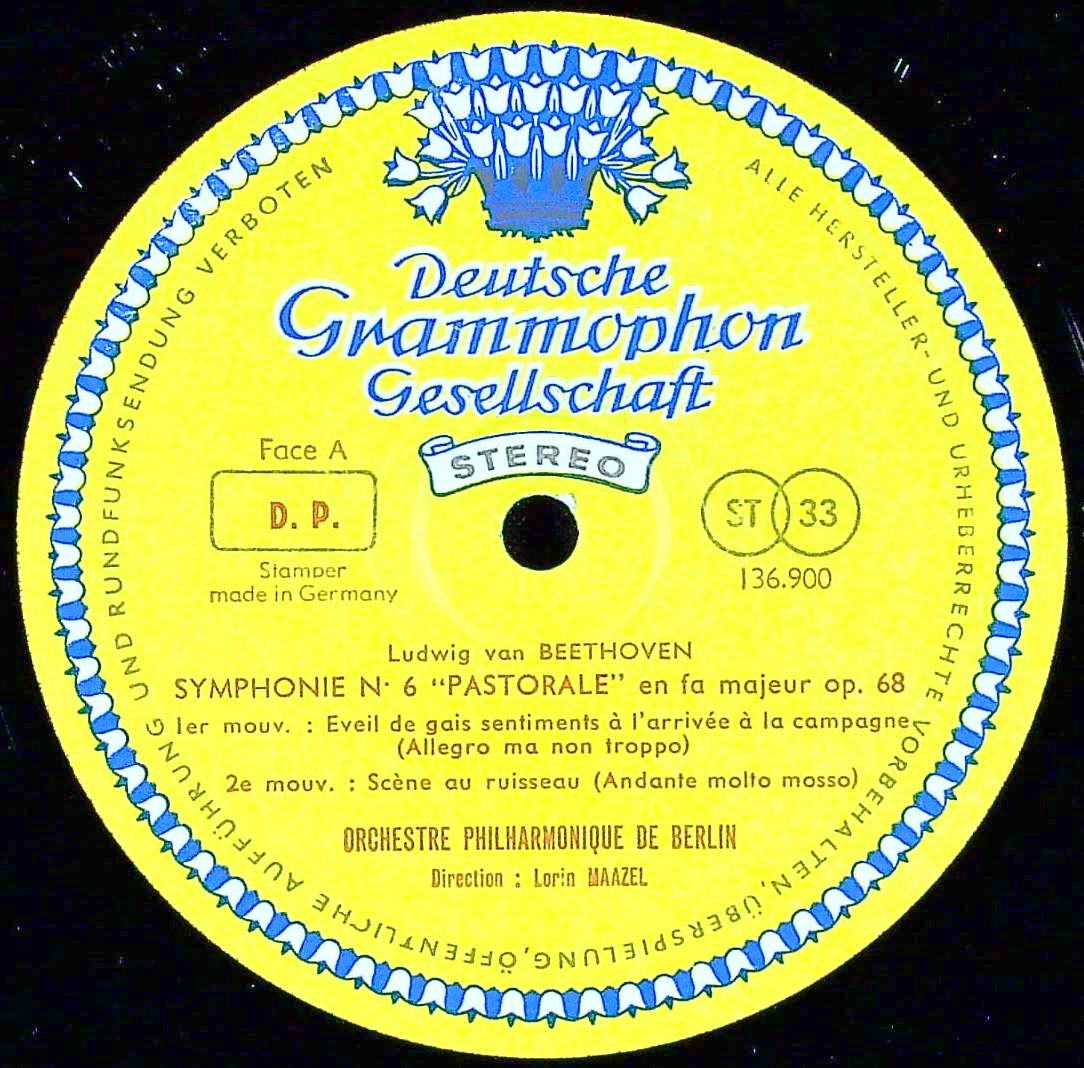 Deutsche
Grammophon
Gesellschaft
STEREO
Face A
D. P.
Stamper
made in Germany
ST 33
136.900
Ludwig van BEETHOVEN
SYMPHONIE N· 6 “PASTORALE” en fa majeur op. 68
1er mouv. : Eveil de gais sentiments à l'arrivée à la campagne
(Allegro ma non troppo)
2e mouv. : Scène au ruisseau (Andante molto mosso)
ORCHESTRE PHILHARMONIQUE DE BERLIN
Direction : Lorin MAAZEL
ALLE HERSTELLER- UND URHEBERRECHTE VORBEHALTEN, ÜBERSPIELUNG, ÖFFENTLICHE AUFFÜHRUNG UND RUNDFUNKSENDUNG VERBOTEN